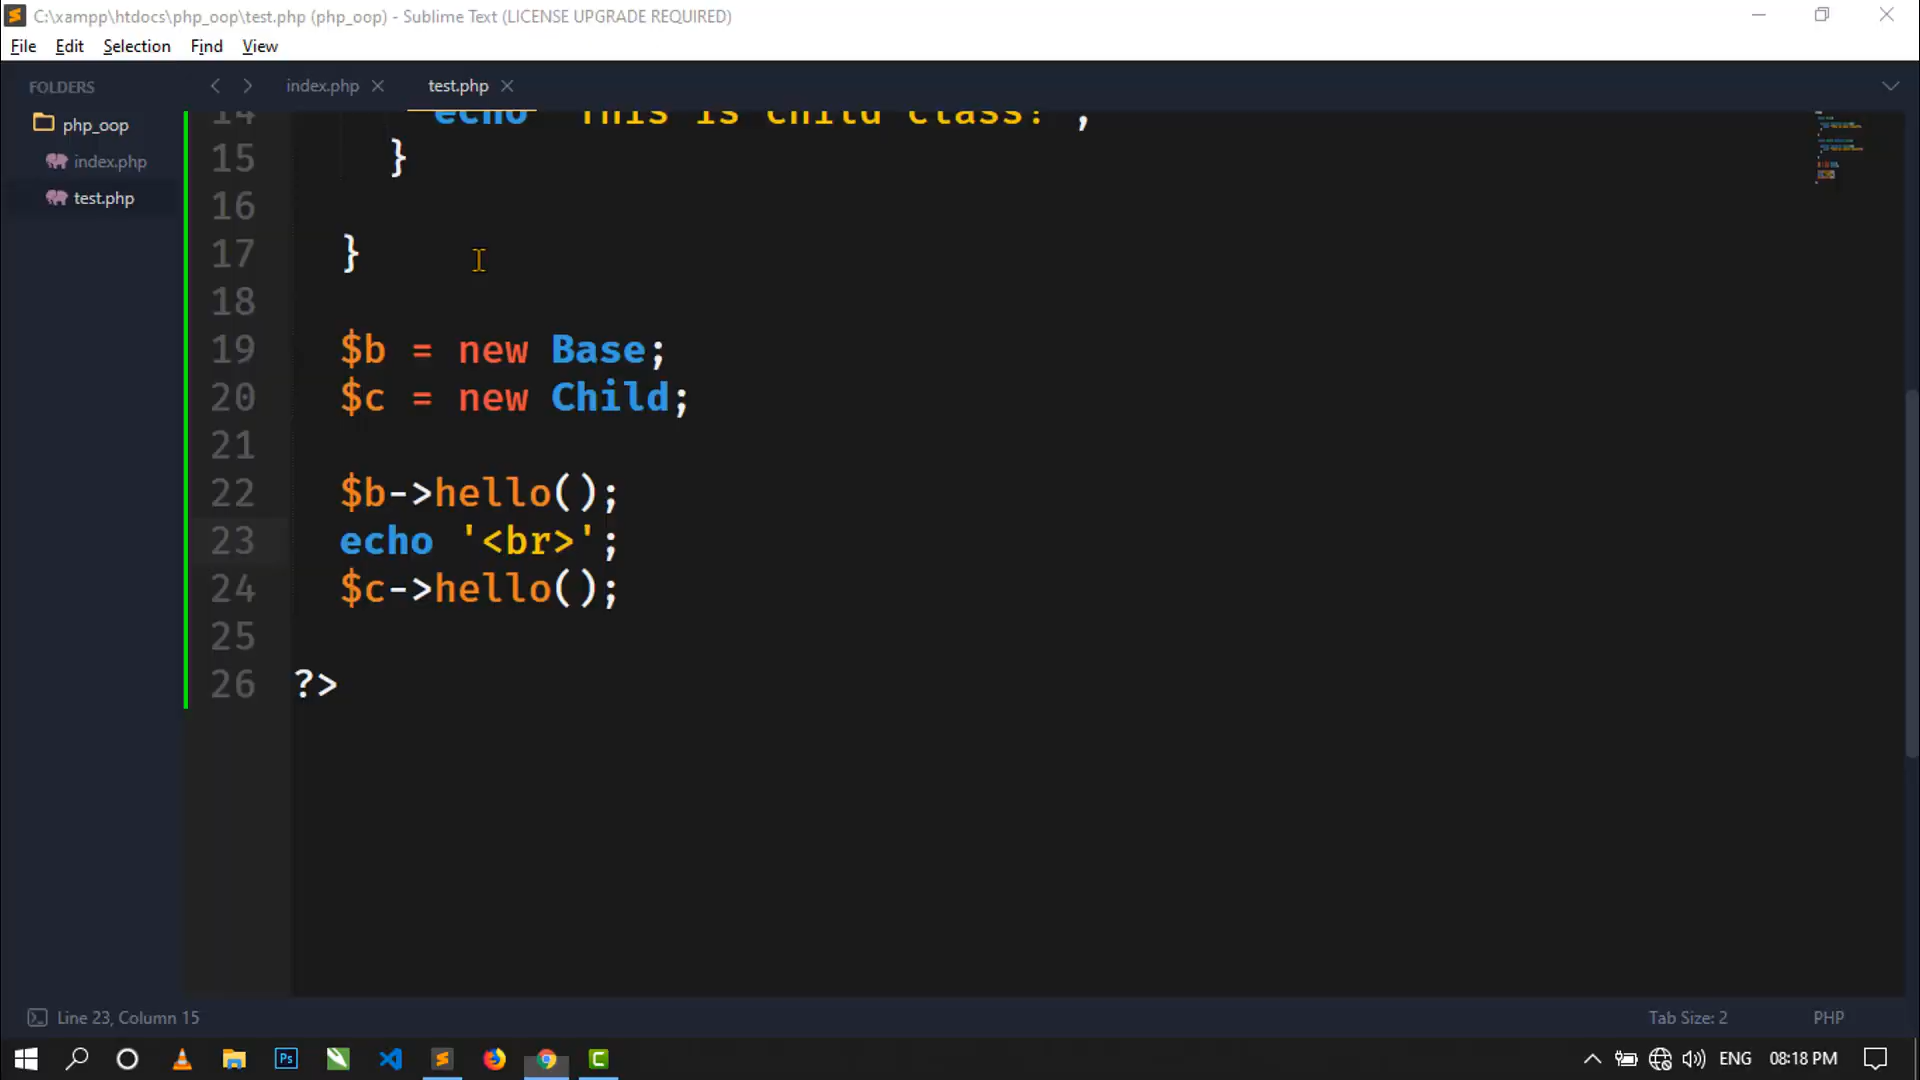 C:\xampp\htdocs\php_oop\test.php (php_oop) - Sublime Text (LICENSE UPGRADE REQUIRED)
File Edit Selection Find View
FOLDERS
php_oop
index.php
test.php
index.php test.php
14 echo "This is child class!";
15 }
16
17 }
18
19 $b = new Base;
20 $c = new Child;
21
22 $b->hello();
23 echo '<br>';
24 $c->hello();
25
26 ?>
Line 23, Column 15 Tab Size: 2 PHP
Ps
ENG 08:18 PM